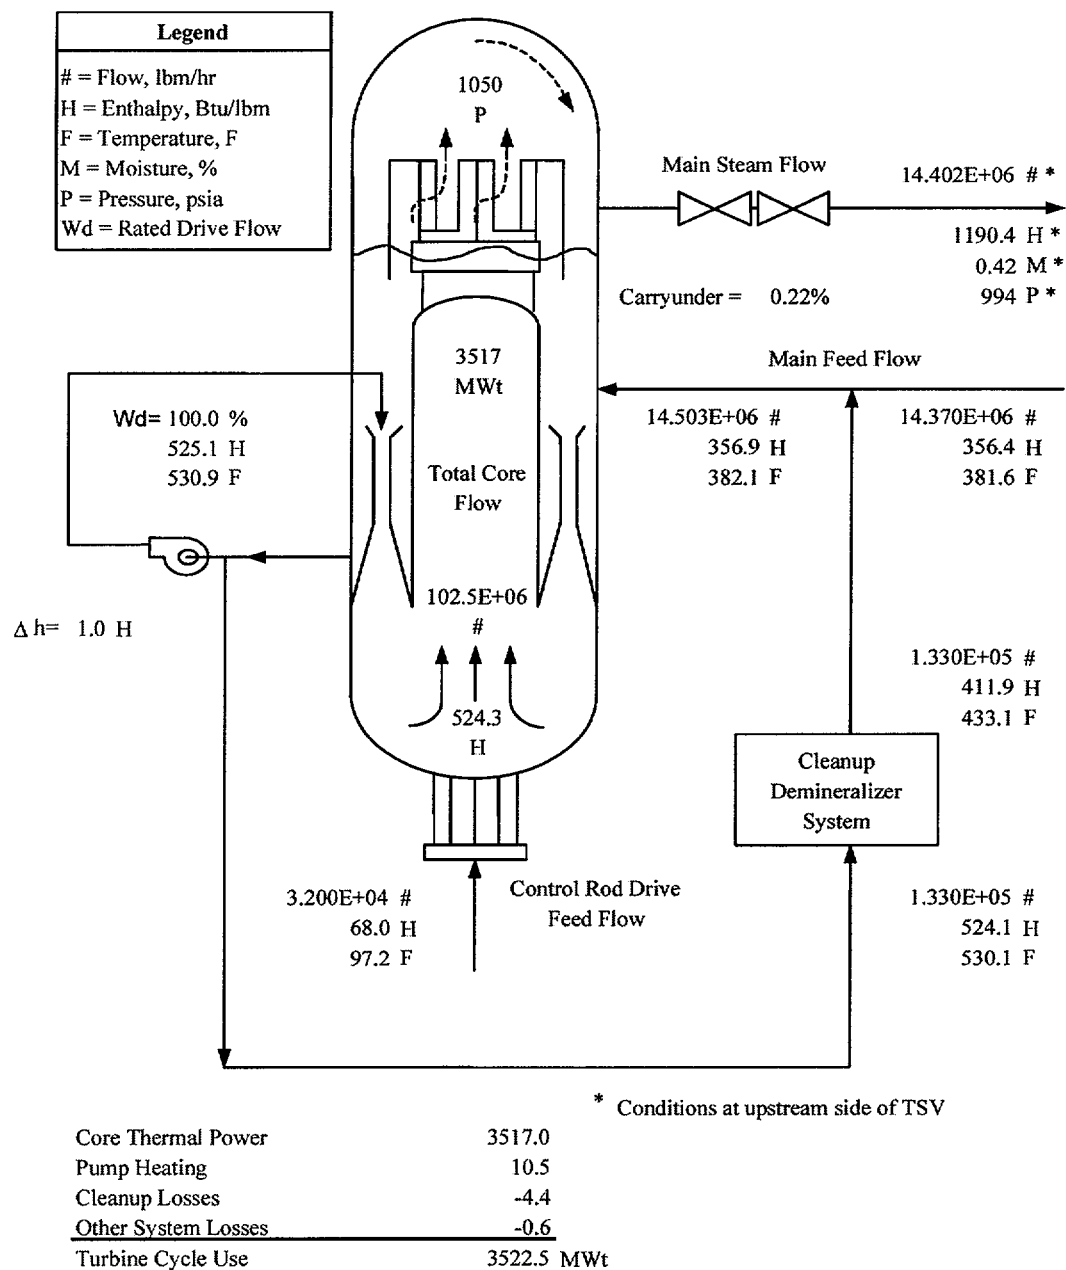 Legend
# = Flow, lbm/hr
H = Enthalpy, Btu/lbm
F = Temperature, F
M = Moisture, %
P = Pressure, psia
Wd = Rated Drive Flow
1050
P
Main Steam Flow
14.402E+06 # *
1190.4 H *
0.42 M *
994 P *
Carryunder = 0.22%
3517
MWt
Main Feed Flow
Wd= 100.0 %
525.1 H
530.9 F
14.503E+06 #
356.9 H
382.1 F
14.370E+06 #
356.4 H
381.6 F
Total Core
Flow
102.5E+06
#
Δ h= 1.0 H
524.3
H
1.330E+05 #
411.9 H
433.1 F
Cleanup
Demineralizer
System
3.200E+04 #
68.0 H
97.2 F
Control Rod Drive
Feed Flow
1.330E+05 #
524.1 H
530.1 F
* Conditions at upstream side of TSV
Core Thermal Power 3517.0
Pump Heating 10.5
Cleanup Losses -4.4
Other System Losses -0.6
Turbine Cycle Use 3522.5 MWt